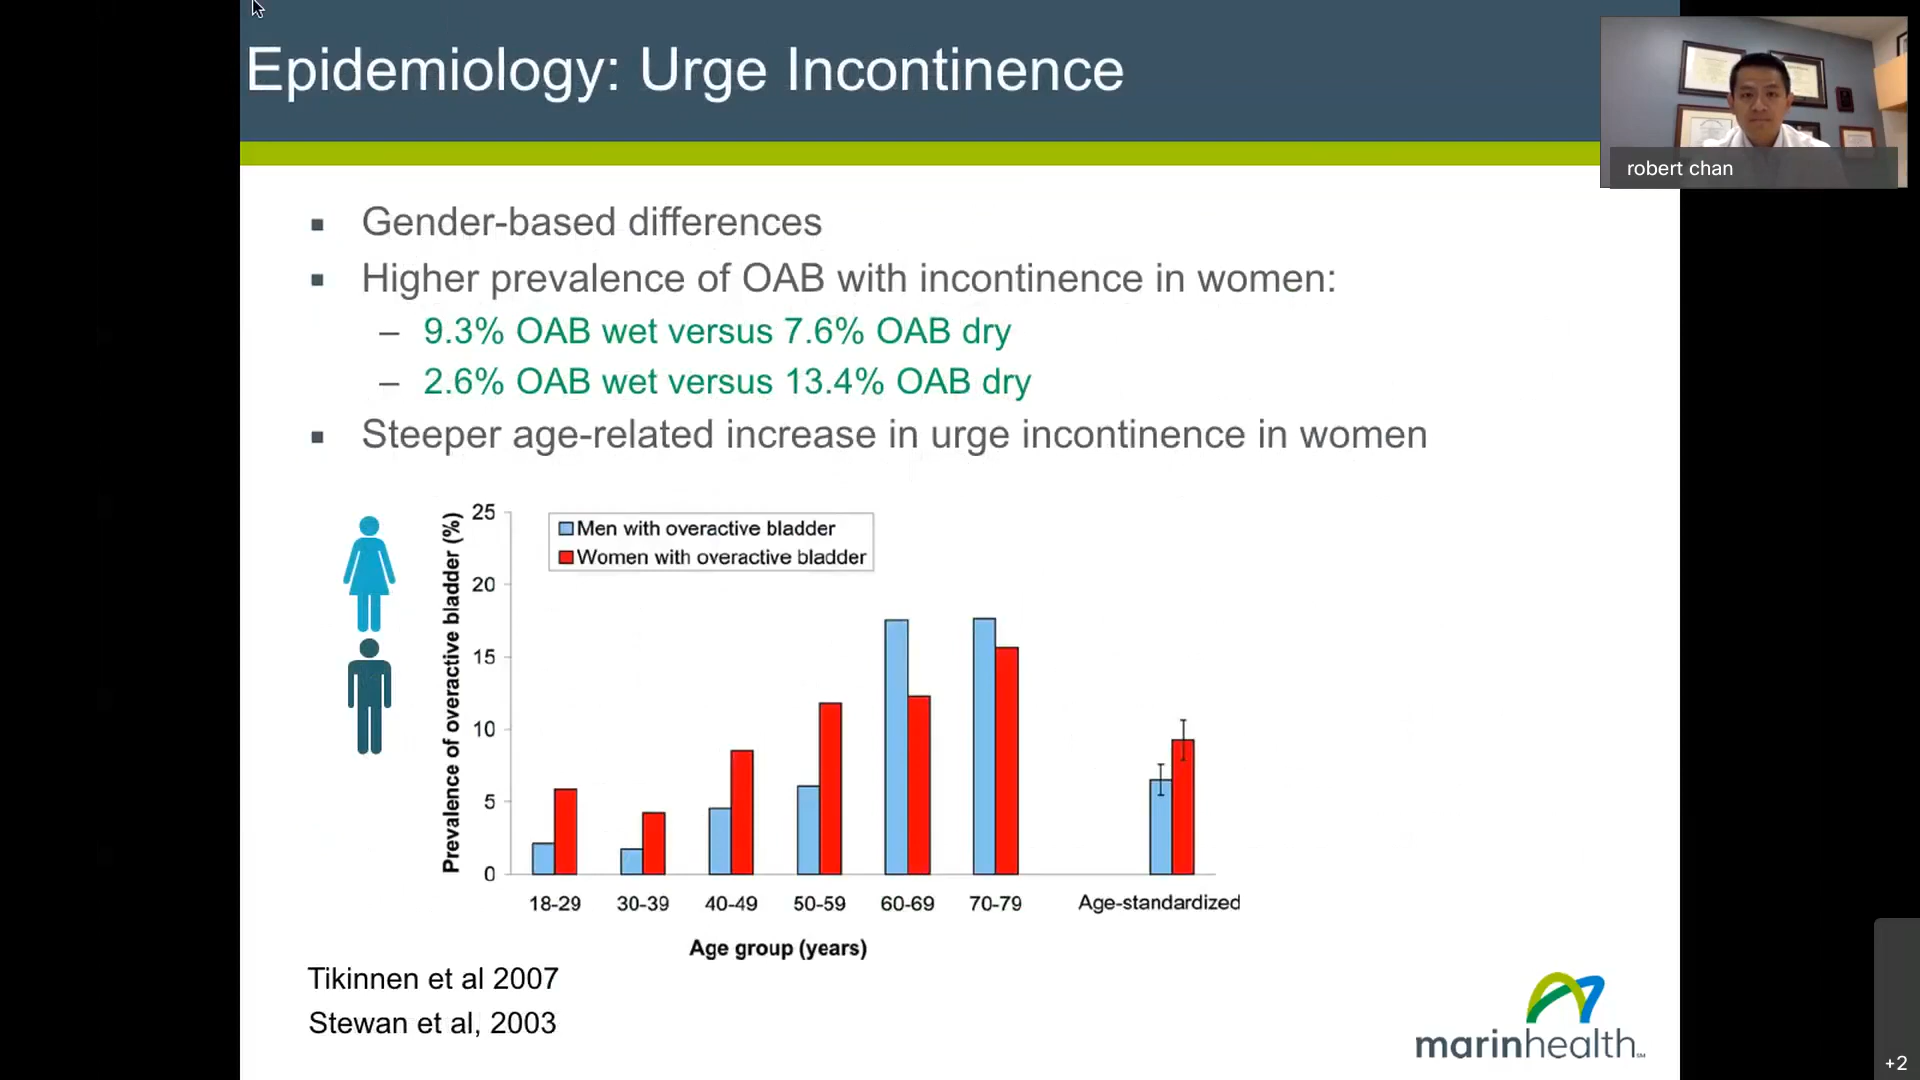 Epidemiology: Urge Incontinence
robert chan
Gender-based differences
Higher prevalence of OAB with incontinence in women:
– 9.3% OAB wet versus 7.6% OAB dry
– 2.6% OAB wet versus 13.4% OAB dry
Steeper age-related increase in urge incontinence in women
Prevalence of overactive bladder (%)
25
20
15
10
5
0
Men with overactive bladder
Women with overactive bladder
18-29 30-39 40-49 50-59 60-69 70-79 Age-standardized
Age group (years)
Tikinnen et al 2007
Stewan et al, 2003
marinhealth
+2